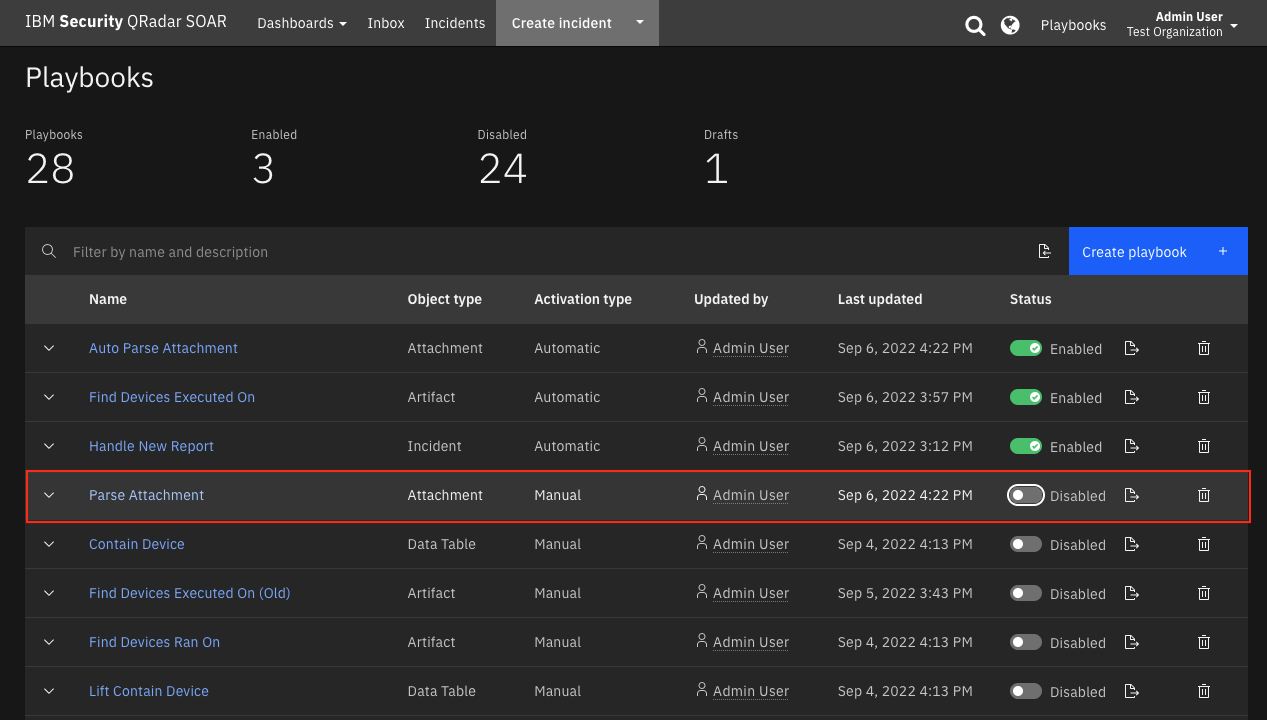 IBM Security QRadar SOAR Dashboards Inbox Incidents Create incident Playbooks Admin User
Test Organization
Playbooks
Playbooks Enabled Disabled Drafts
28 3 24 1
Filter by name and description Create playbook +
Name Object type Activation type Updated by Last updated Status
Auto Parse Attachment Attachment Automatic Admin User Sep 6, 2022 4:22 PM Enabled
Find Devices Executed On Artifact Automatic Admin User Sep 6, 2022 3:57 PM Enabled
Handle New Report Incident Automatic Admin User Sep 6, 2022 3:12 PM Enabled
Parse Attachment Attachment Manual Admin User Sep 6, 2022 4:22 PM Disabled
Contain Device Data Table Manual Admin User Sep 4, 2022 4:13 PM Disabled
Find Devices Executed On (Old) Artifact Manual Admin User Sep 5, 2022 3:43 PM Disabled
Find Devices Ran On Artifact Manual Admin User Sep 4, 2022 4:13 PM Disabled
Lift Contain Device Data Table Manual Admin User Sep 4, 2022 4:13 PM Disabled